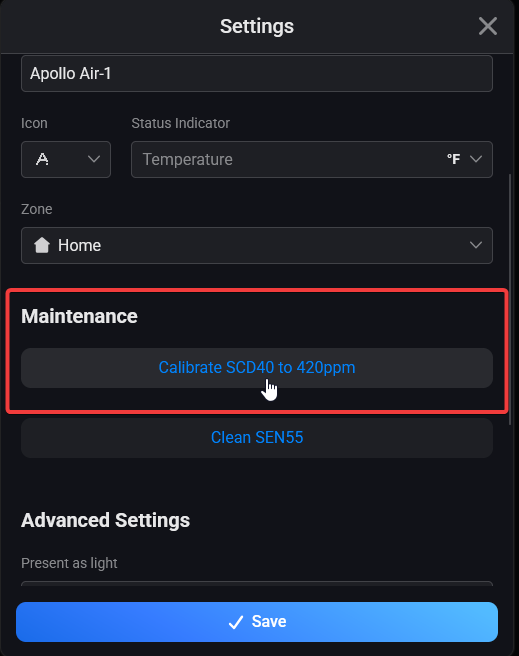 Settings
Apollo Air-1
Icon
Status Indicator
Temperature
°F
Zone
Home
Maintenance
Calibrate SCD40 to 420ppm
Clean SEN55
Advanced Settings
Present as light
Save